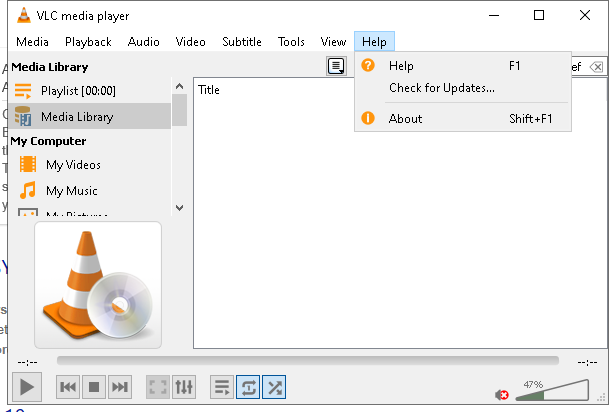 VLC media player
Media Playback Audio Video Subtitle Tools View Help
Media Library
Playlist [00:00]
Media Library
My Computer
My Videos
My Music
My Pictures
Title
Help F1
Check for Updates...
About Shift+F1
ef
--:-- --:--
47%